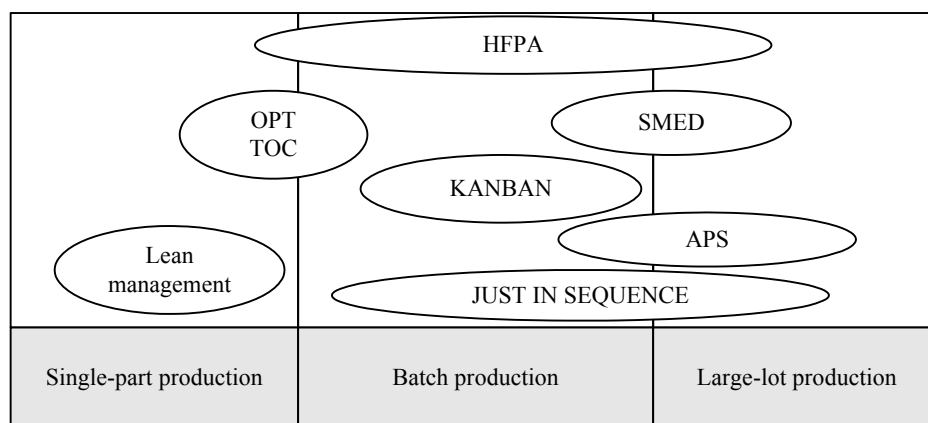 HFPA
OPT
TOC
SMED
KANBAN
Lean
management
APS
JUST IN SEQUENCE
Single-part production
Batch production
Large-lot production